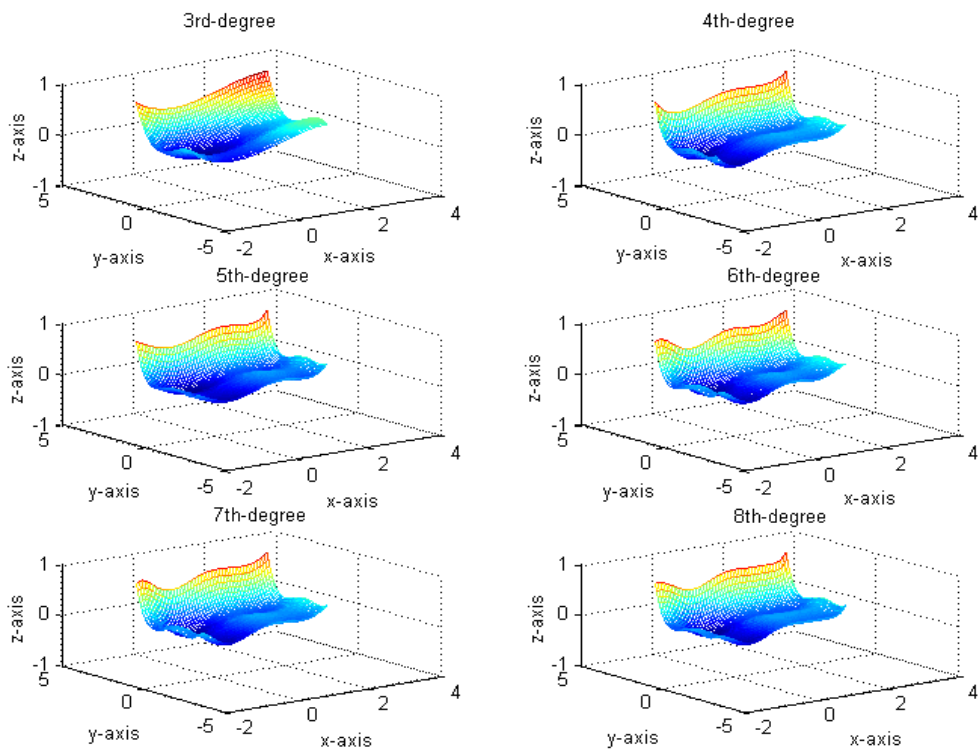 3rd-degree
1
0
-1
z-axis
5
0
-5
y-axis
-2
0
2
4
x-axis
4th-degree
1
0
-1
z-axis
5
0
-5
y-axis
-2
0
2
4
x-axis
5th-degree
1
0
-1
z-axis
5
0
-5
y-axis
-2
0
2
4
x-axis
6th-degree
1
0
-1
z-axis
5
0
-5
y-axis
-2
0
2
4
x-axis
7th-degree
1
0
-1
z-axis
5
0
-5
y-axis
-2
0
2
4
x-axis
8th-degree
1
0
-1
z-axis
5
0
-5
y-axis
-2
0
2
4
x-axis